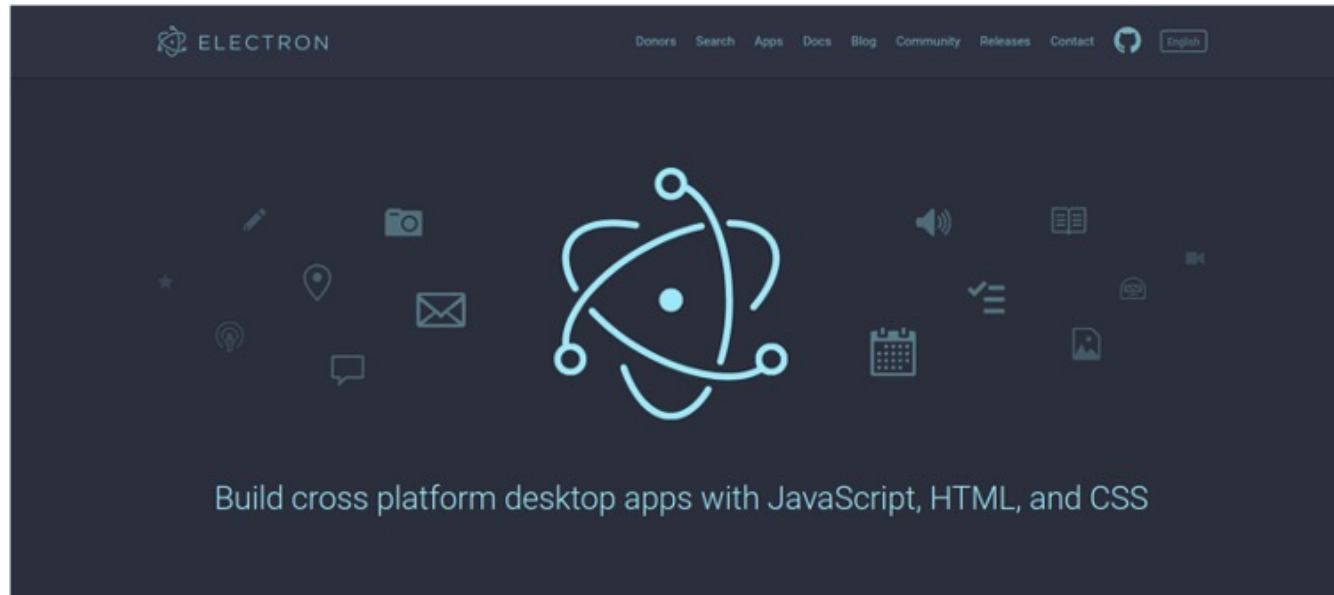 ELECTRON
Donors Search Apps Docs Blog Community Releases Contact English
Build cross platform desktop apps with JavaScript, HTML, and CSS